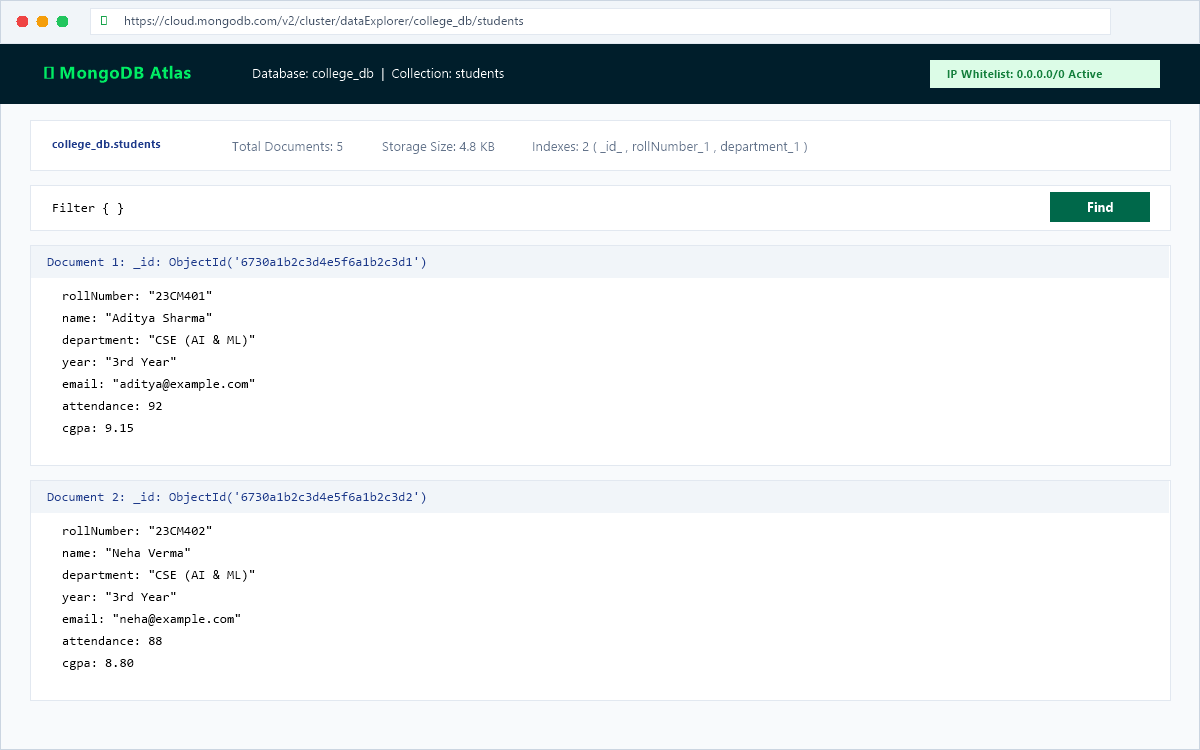 https://cloud.mongodb.com/v2/cluster/dataExplorer/college_db/students
MongoDB Atlas
Database: college_db | Collection: students
IP Whitelist: 0.0.0.0/0 Active
college_db.students
Total Documents: 5
Storage Size: 4.8 KB
Indexes: 2 ( _id_ , rollNumber_1 , department_1 )
Filter { }
Find
Document 1: _id: ObjectId('6730a1b2c3d4e5f6a1b2c3d1')
rollNumber: "23CM401"
name: "Aditya Sharma"
department: "CSE (AI & ML)"
year: "3rd Year"
email: "aditya@example.com"
attendance: 92
cgpa: 9.15
Document 2: _id: ObjectId('6730a1b2c3d4e5f6a1b2c3d2')
rollNumber: "23CM402"
name: "Neha Verma"
department: "CSE (AI & ML)"
year: "3rd Year"
email: "neha@example.com"
attendance: 88
cgpa: 8.80